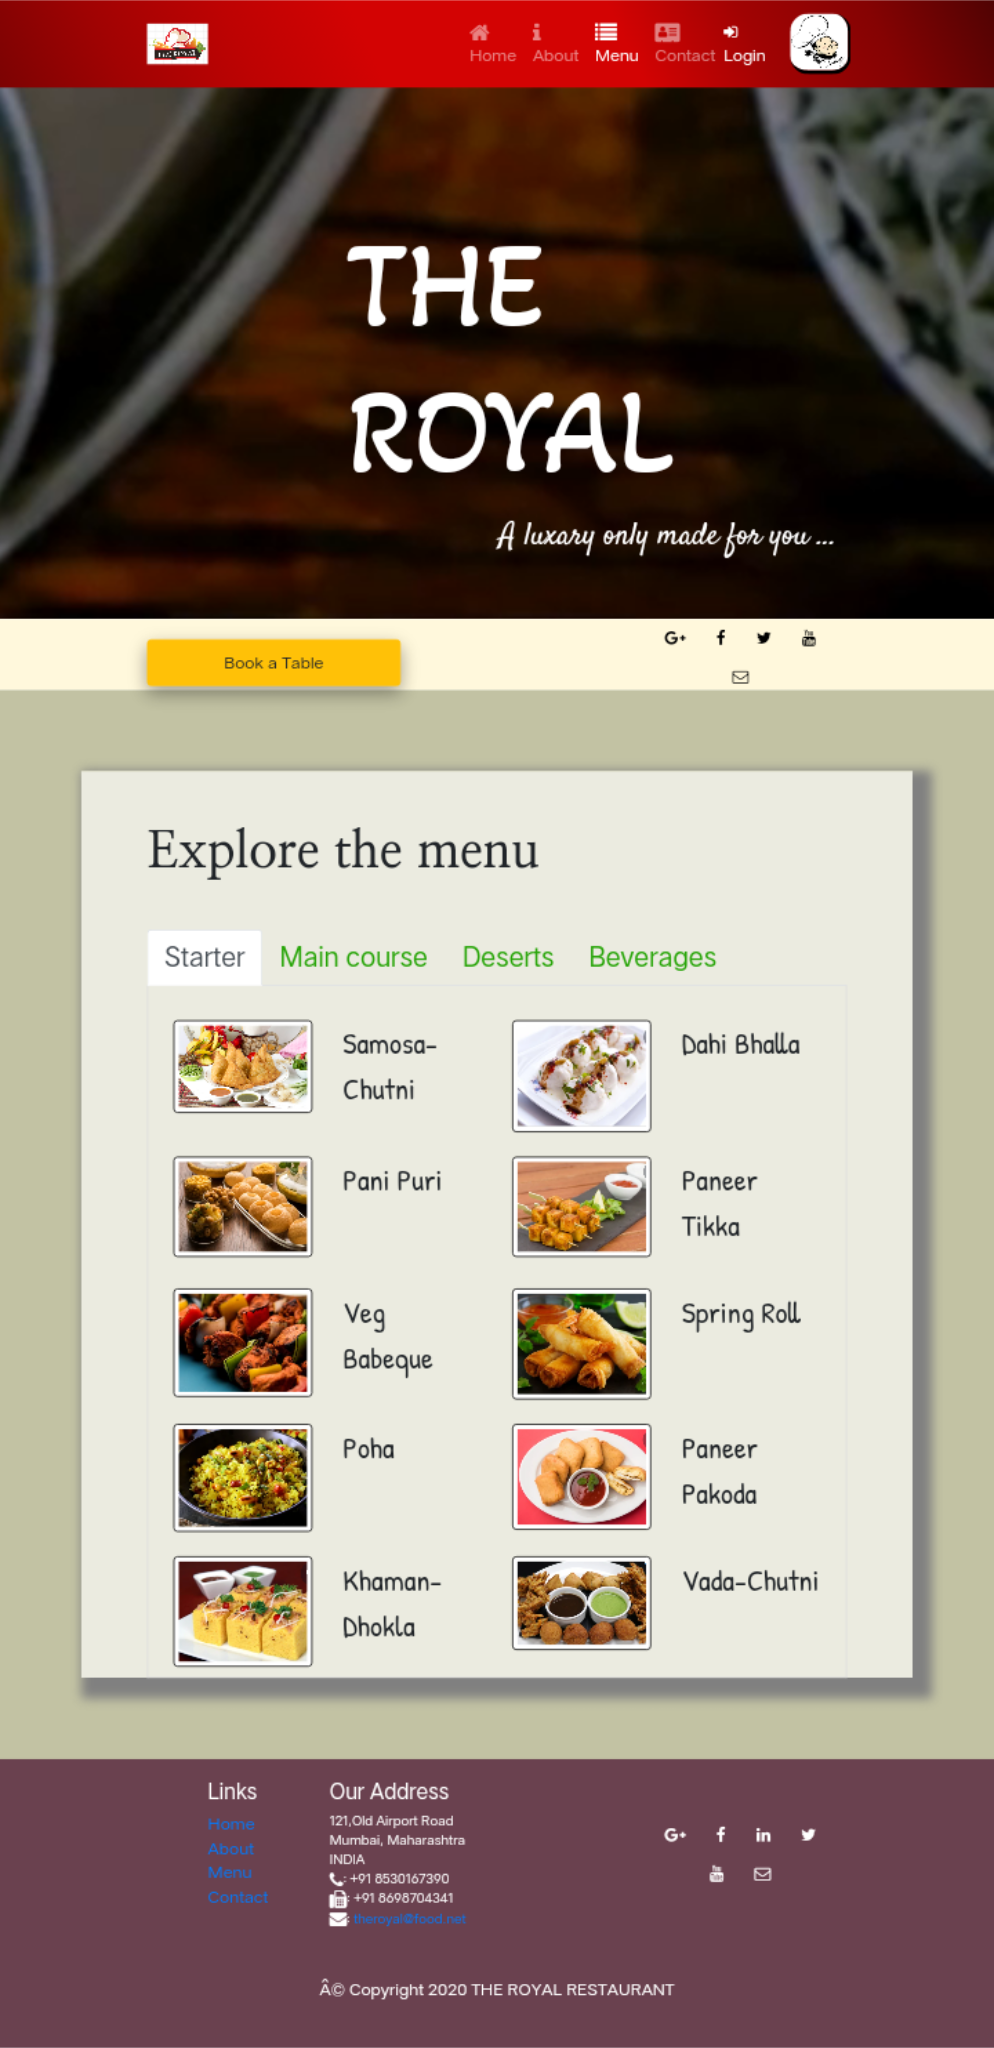 Home
About
Menu
Contact
Login
THE
ROYAL
A luxary only made for you ...
Book a Table
Explore the menu
Starter
Main course
Deserts
Beverages
Samosa-
Chutni
Dahi Bhalla
Pani Puri
Paneer
Tikka
Veg
Babeque
Spring Roll
Poha
Paneer
Pakoda
Khaman-
Dhokla
Vada-Chutni
Links
Home
About
Menu
Contact
Our Address
121,Old Airport Road
Mumbai, Maharashtra
INDIA
: +91 8530167390
: +91 8698704341
: theroyal@food.net
Â© Copyright 2020 THE ROYAL RESTAURANT